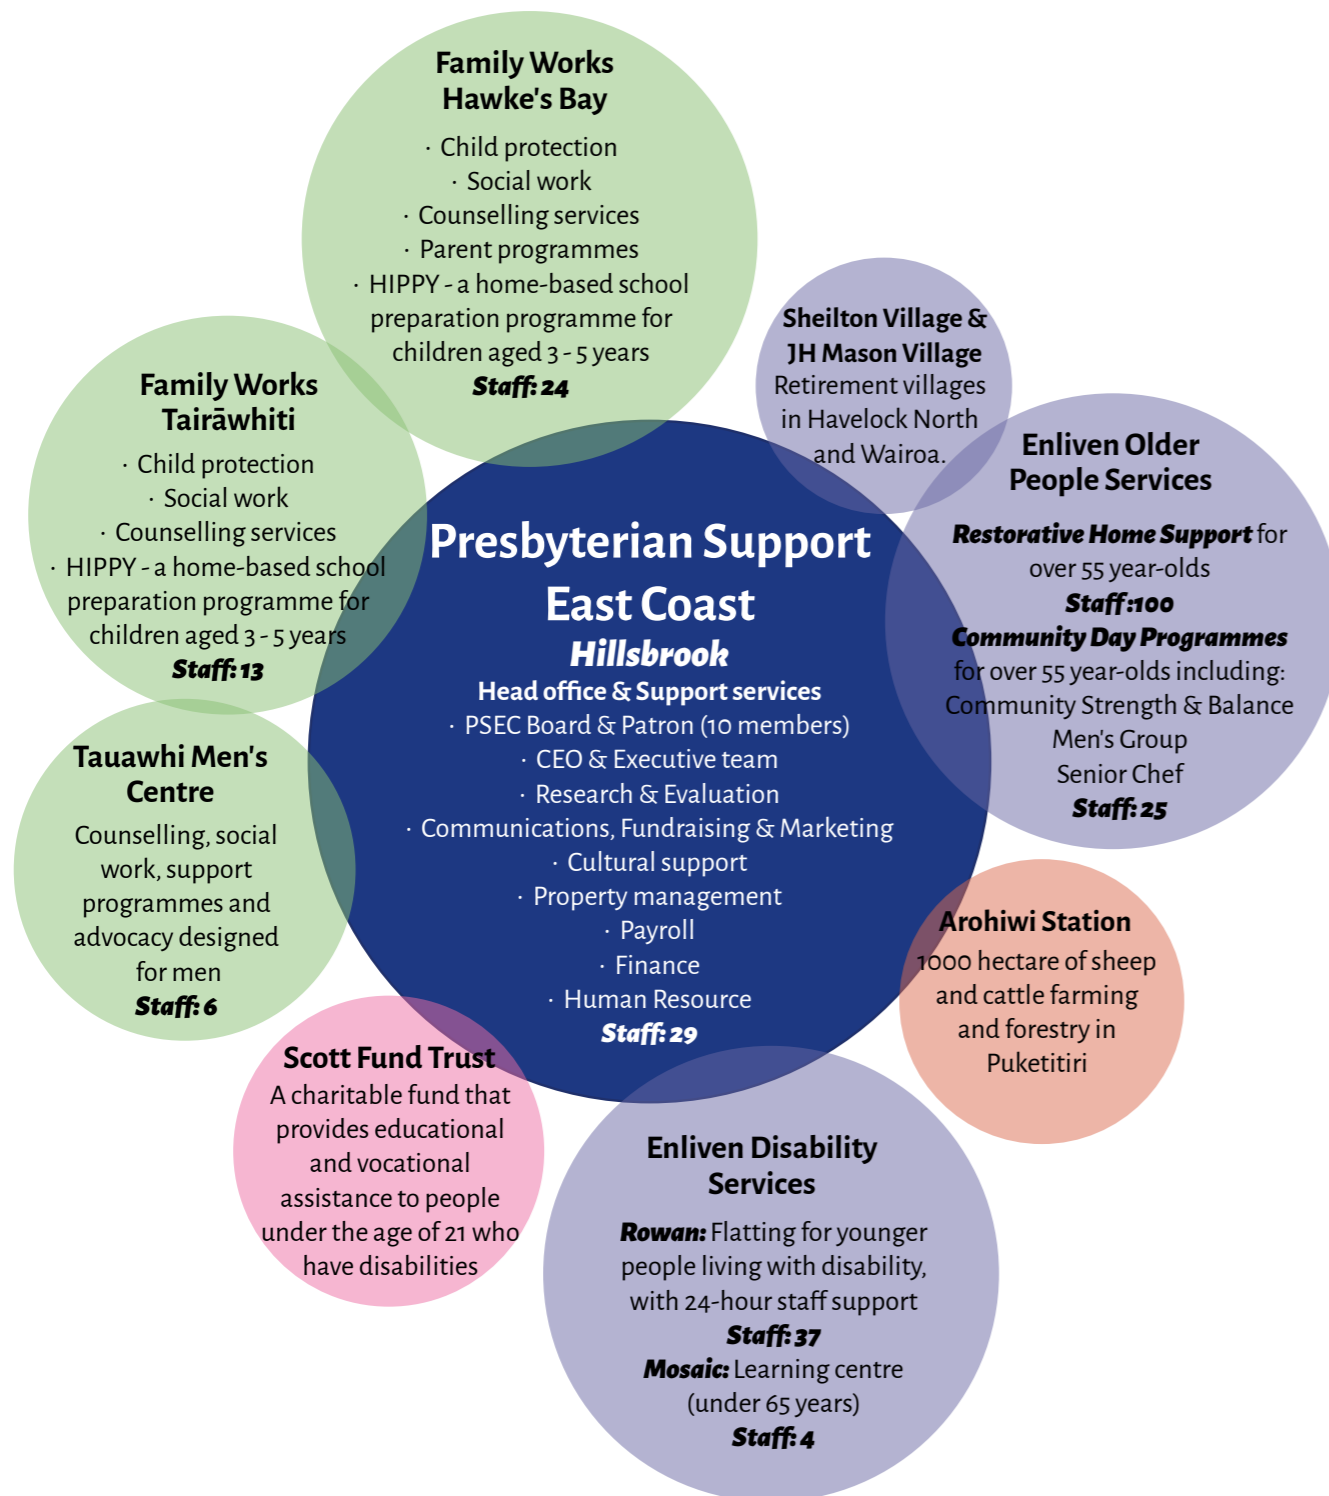 Family Works
Hawke's Bay
· Child protection
· Social work
· Counselling services
· Parent programmes
· HIPPY - a home-based school
preparation programme for
children aged 3 - 5 years
Staff: 24
Sheilton Village &
JH Mason Village
Retirement villages
in Havelock North
and Wairoa.
Family Works
Tairāwhiti
· Child protection
· Social work
· Counselling services
· HIPPY - a home-based school
preparation programme for
children aged 3 - 5 years
Staff: 13
Enliven Older
People Services
Restorative Home Support for
over 55 year-olds
Staff:100
Community Day Programmes
for over 55 year-olds including:
Community Strength & Balance
Men's Group
Senior Chef
Staff: 25
Presbyterian Support
East Coast
Hillsbrook
Head office & Support services
· PSEC Board & Patron (10 members)
· CEO & Executive team
· Research & Evaluation
· Communications, Fundraising & Marketing
· Cultural support
· Property management
· Payroll
· Finance
· Human Resource
Staff: 29
Tauawhi Men's
Centre
Counselling, social
work, support
programmes and
advocacy designed
for men
Staff: 6
Arohiwi Station
1000 hectare of sheep
and cattle farming
and forestry in
Puketitiri
Scott Fund Trust
A charitable fund that
provides educational
and vocational
assistance to people
under the age of 21 who
have disabilities
Enliven Disability
Services
Rowan: Flatting for younger
people living with disability,
with 24-hour staff support
Staff: 37
Mosaic: Learning centre
(under 65 years)
Staff: 4